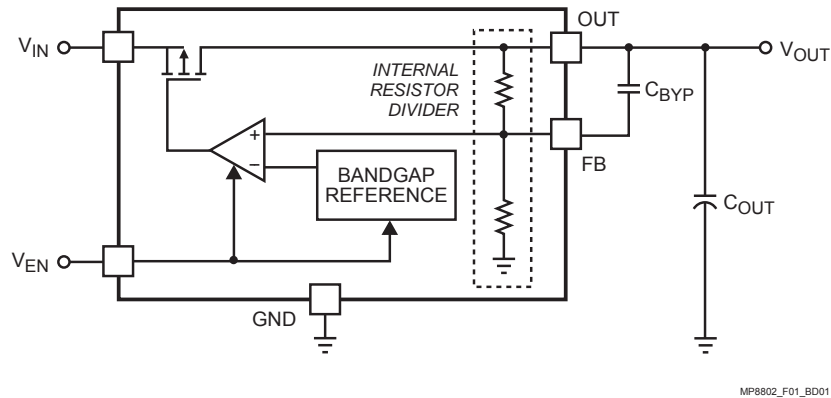 OUT
VIN
VOUT
INTERNAL
RESISTOR
DIVIDER
CBYP
+
−
FB
BANDGAP
REFERENCE
COUT
VEN
GND
MP8802_F01_BD01